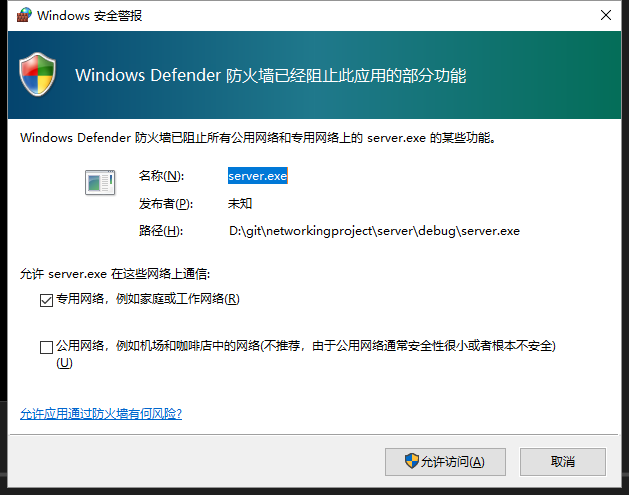 Windows 安全警报
Windows Defender 防火墙已经阻止此应用的部分功能
Windows Defender 防火墙已阻止所有公用网络和专用网络上的 server.exe 的某些功能。
名称(N): server.exe
发布者(P): 未知
路径(H): D:\git\networkingproject\server\debug\server.exe
允许 server.exe 在这些网络上通信:
专用网络，例如家庭或工作网络(R)
公用网络，例如机场和咖啡店中的网络(不推荐，由于公用网络通常安全性很小或者根本不安全)
(U)
允许应用通过防火墙有何风险?
允许访问(A) 取消